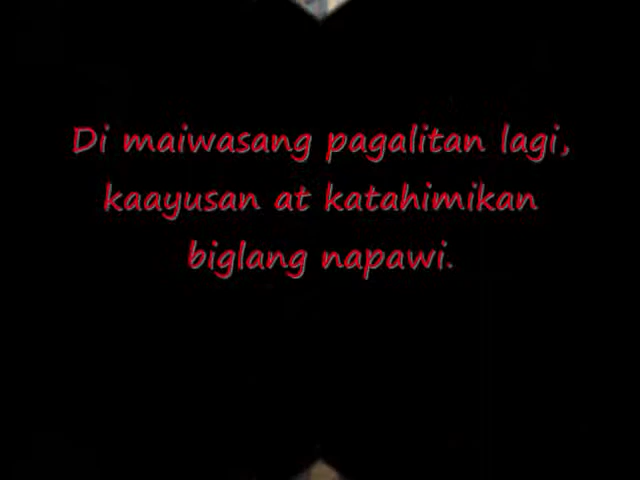 Di maiwasang pagalitan lagi,
kaayusan at katahimikan
biglang napawi.